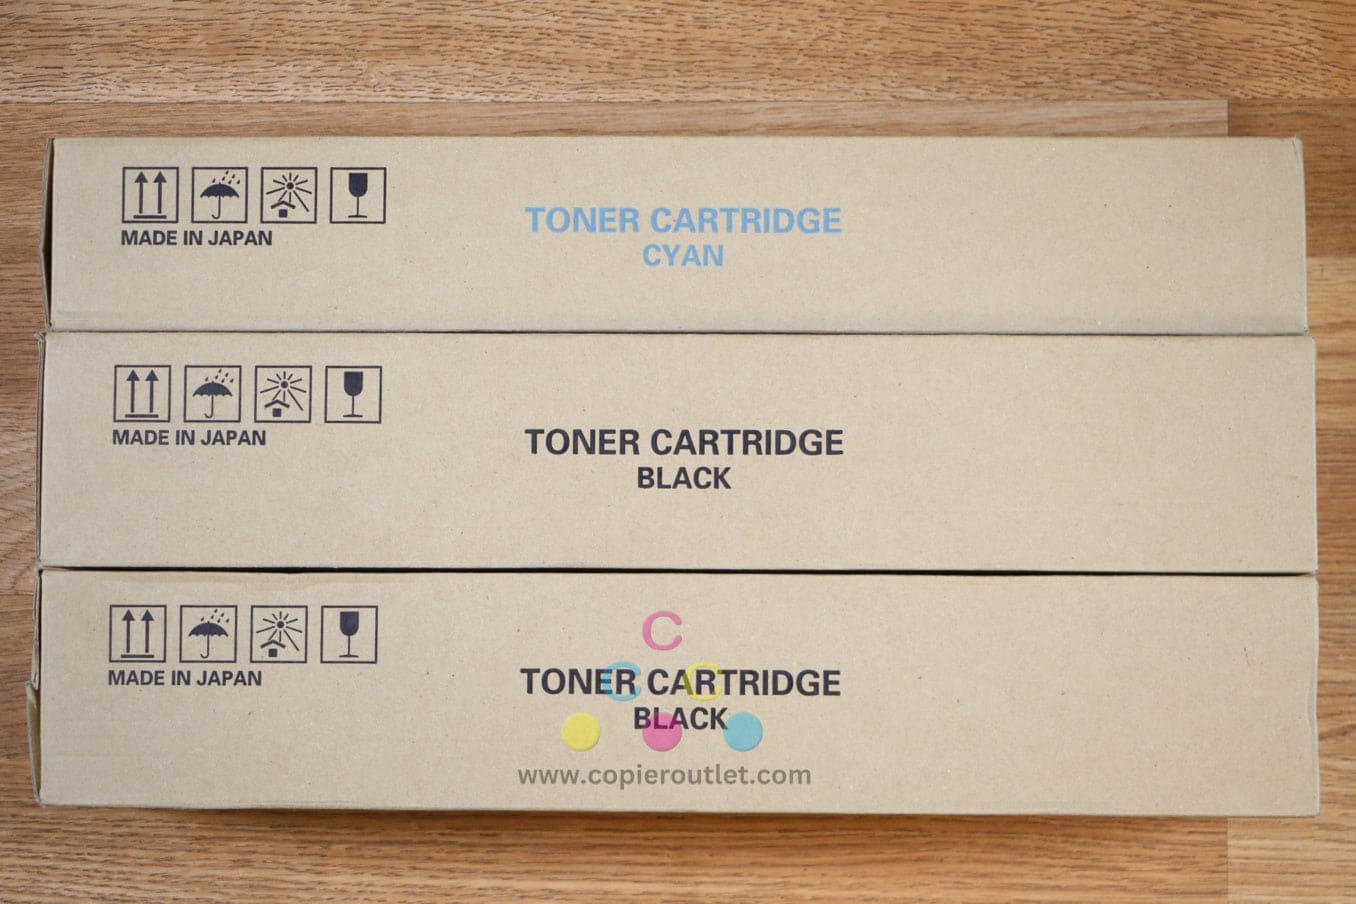 MADE IN JAPAN
TONER CARTRIDGE
CYAN
MADE IN JAPAN
TONER CARTRIDGE
BLACK
C
MADE IN JAPAN
TONER CARTRIDGE
C C
BLACK
www.copieroutlet.com